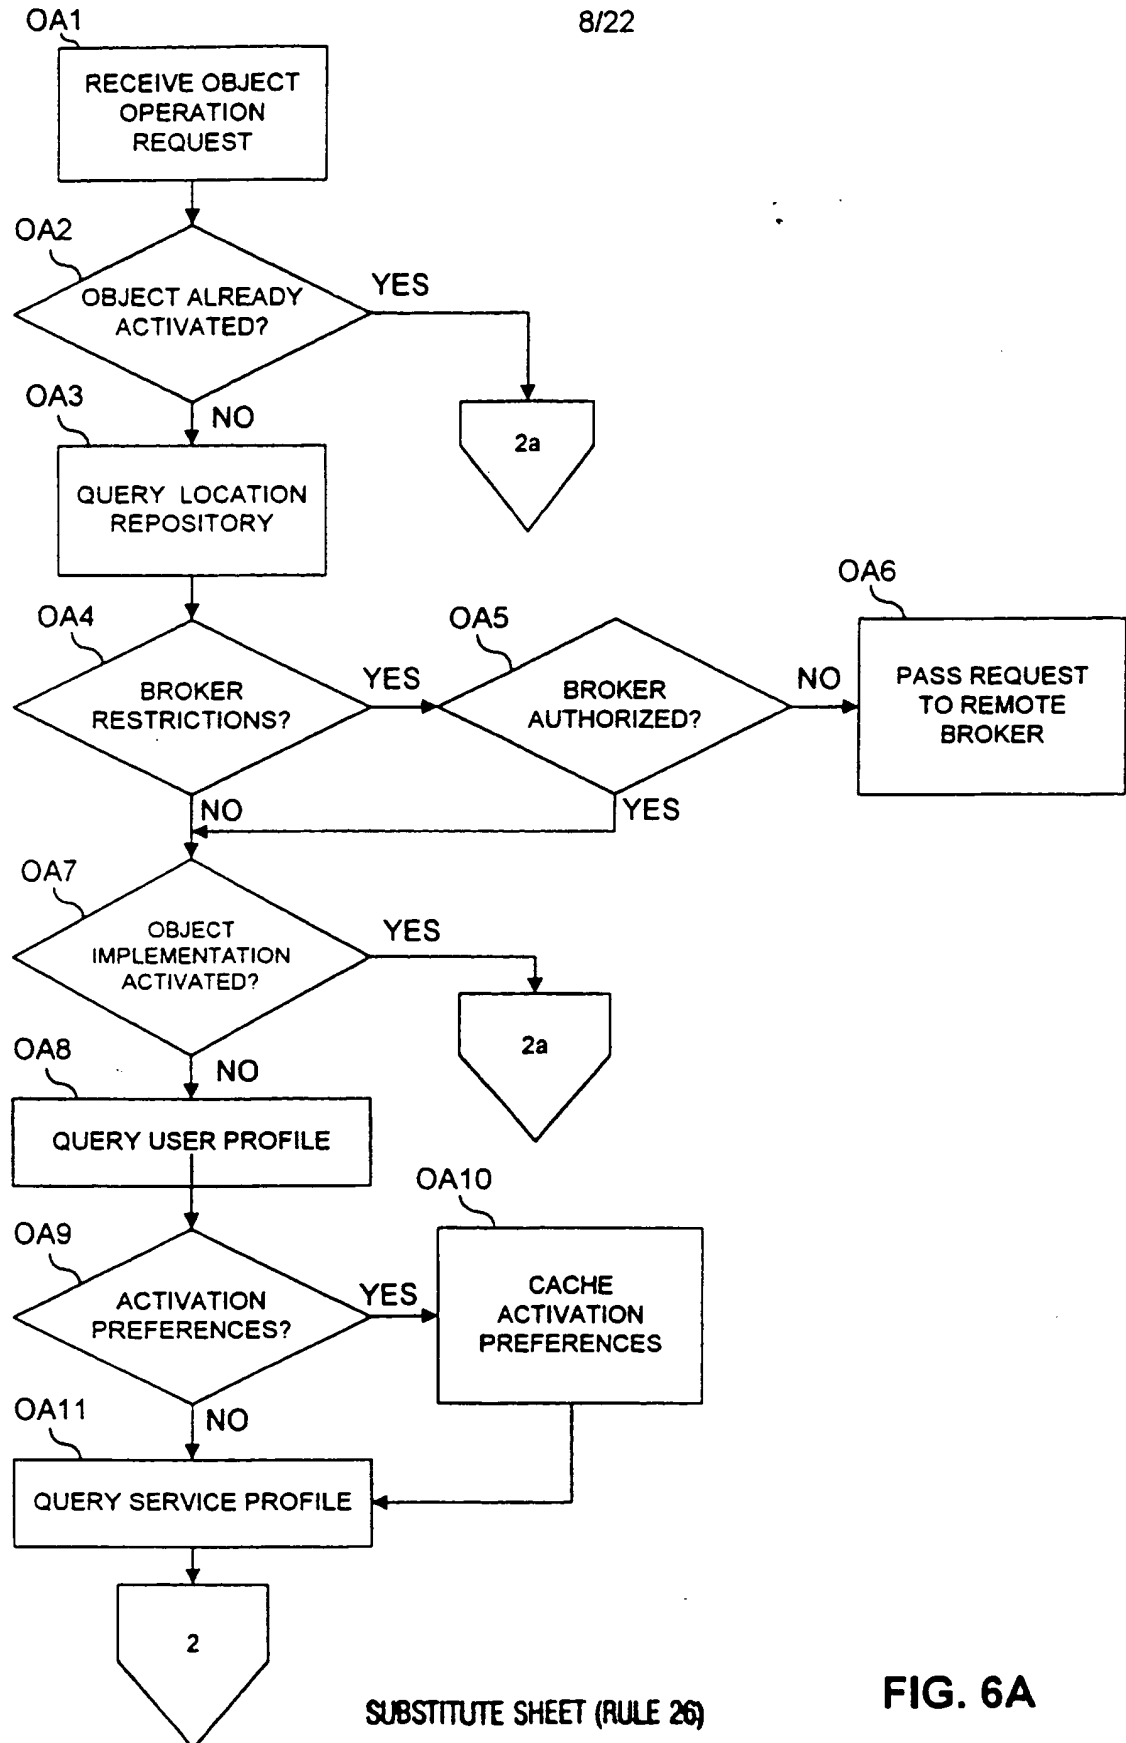 8/22
OA1
RECEIVE OBJECT
OPERATION
REQUEST
OA2
OBJECT ALREADY
ACTIVATED?
YES
2a
NO
OA3
QUERY LOCATION
REPOSITORY
OA4
BROKER
RESTRICTIONS?
YES
OA5
BROKER
AUTHORIZED?
NO
OA6
PASS REQUEST
TO REMOTE
BROKER
NO
YES
OA7
OBJECT
IMPLEMENTATION
ACTIVATED?
YES
2a
NO
OA8
QUERY USER PROFILE
OA9
ACTIVATION
PREFERENCES?
YES
OA10
CACHE
ACTIVATION
PREFERENCES
NO
OA11
QUERY SERVICE PROFILE
2
SUBSTITUTE SHEET (RULE 26)
FIG. 6A